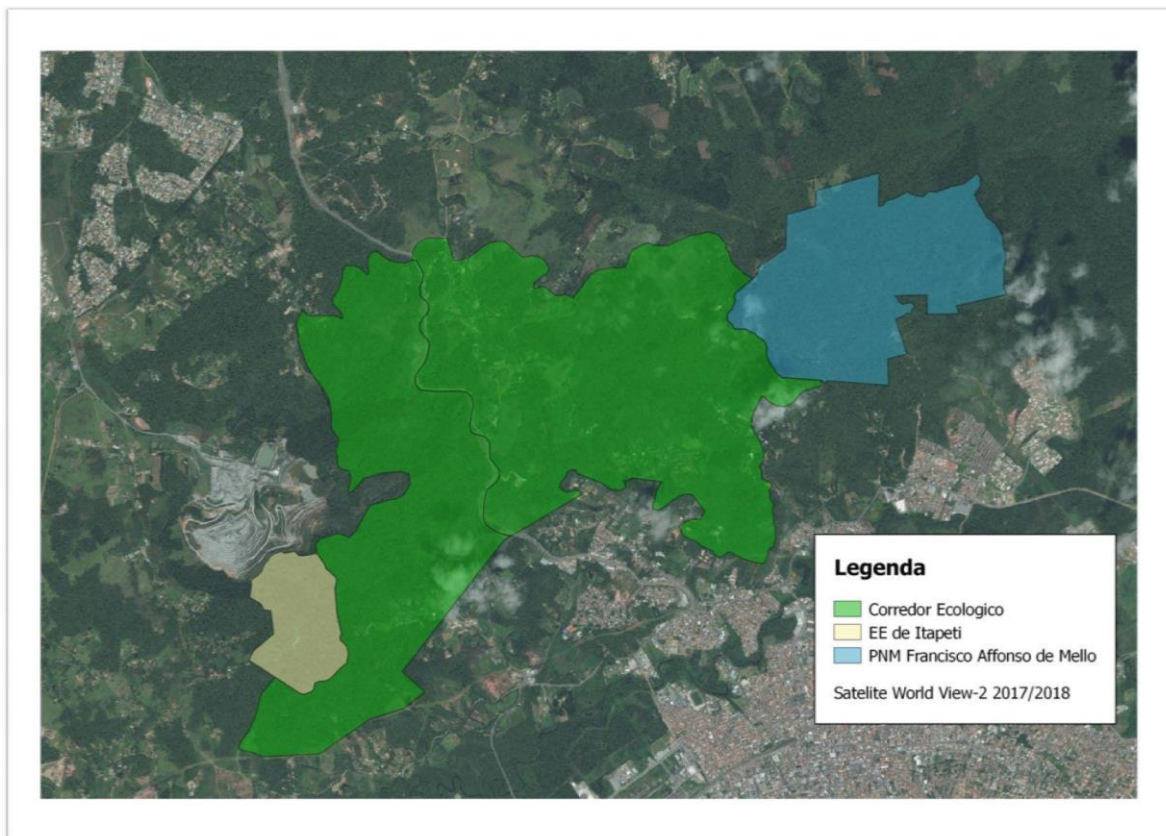 Legenda
Corredor Ecologico
EE de Itapeti
PNM Francisco Affonso de Mello
Satelite World View-2 2017/2018